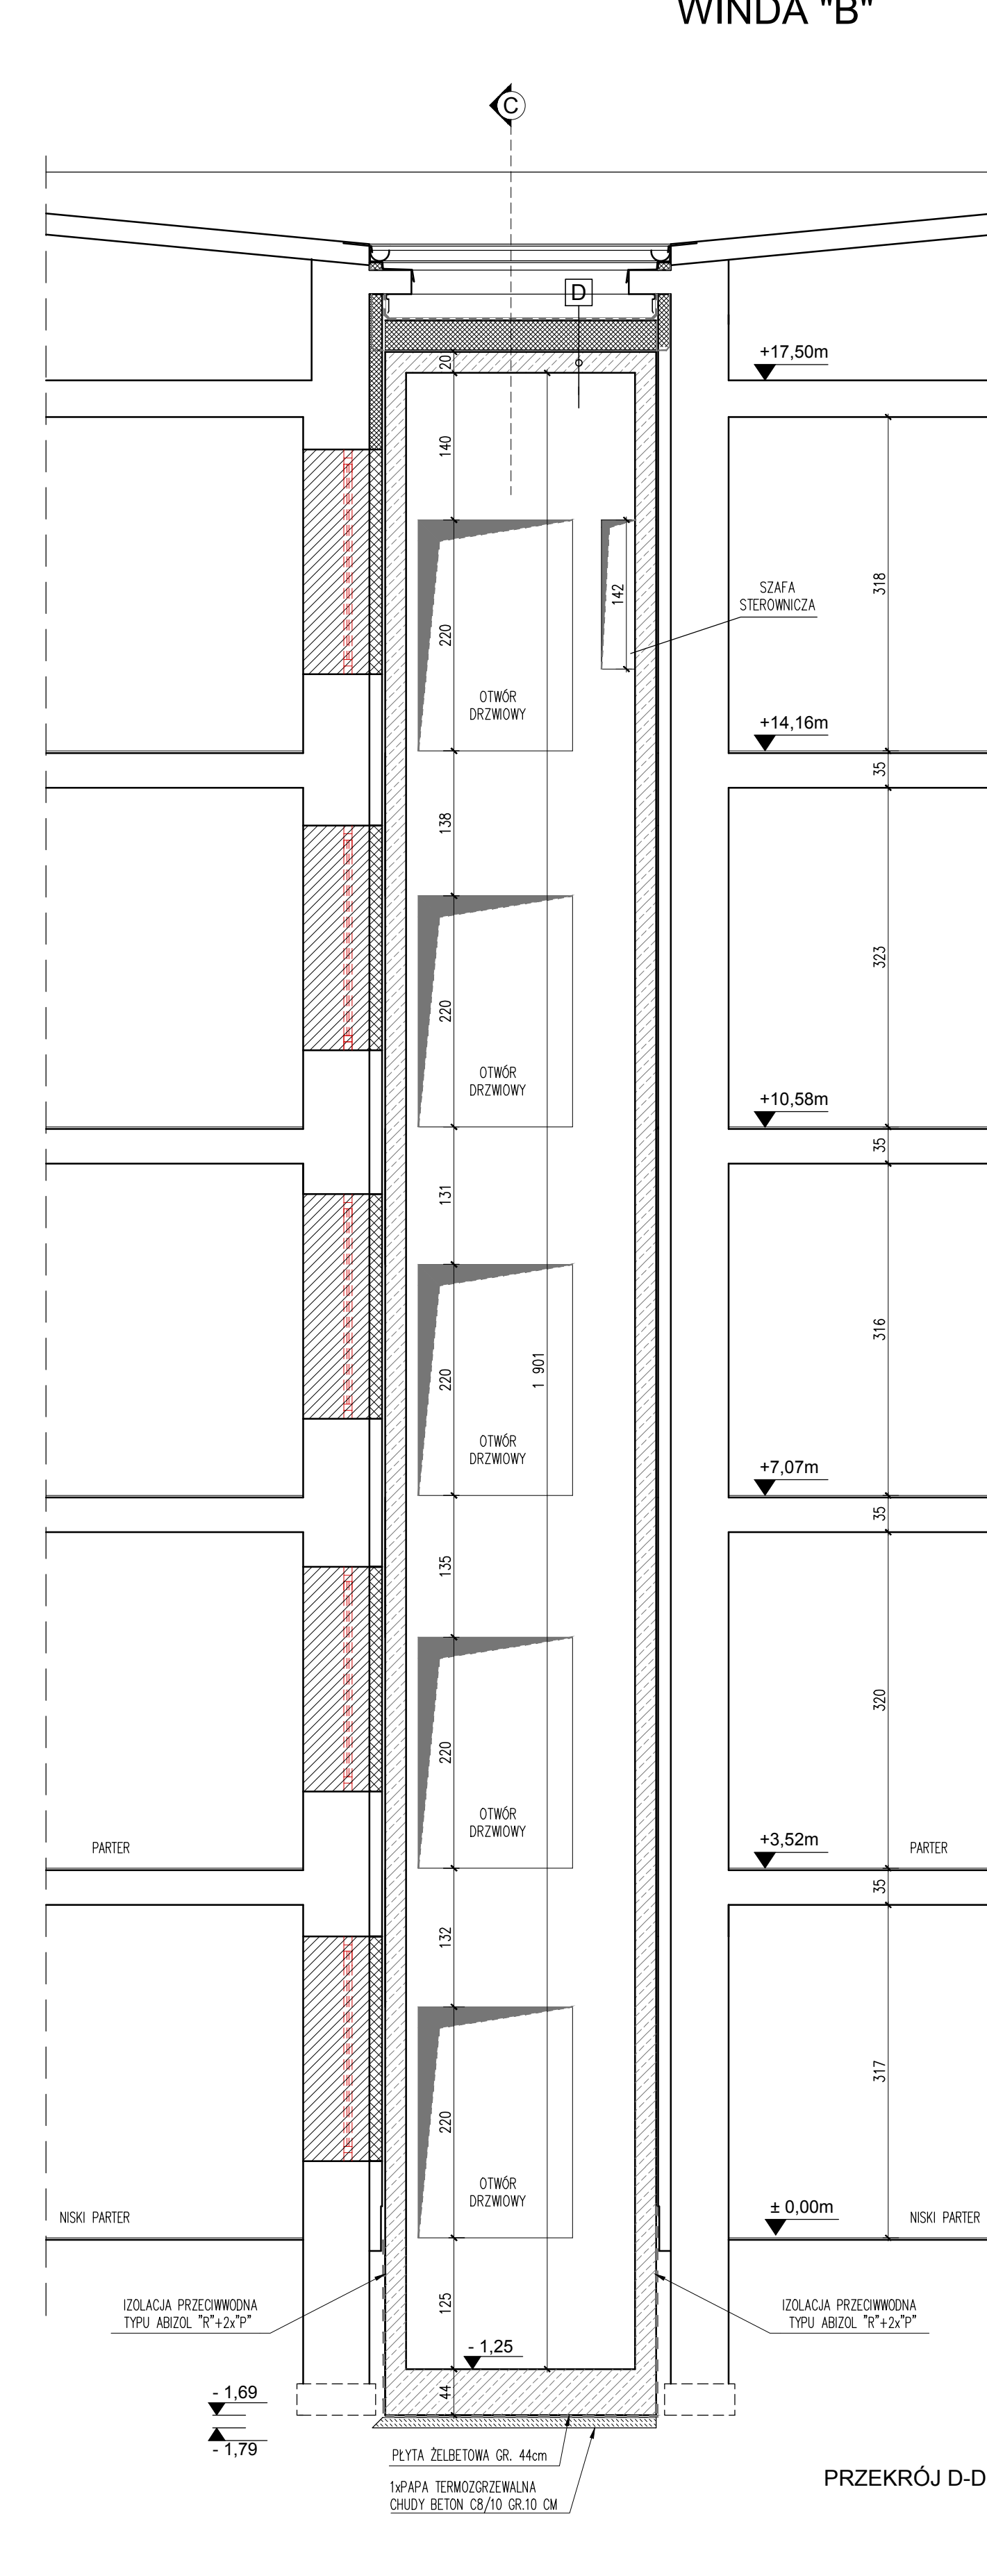 WINDA "B"
C
D
+17,50m
20
140
220
142
SZAFA
STEROWNICZA
318
OTWÓR
DRZWIOWY
+14,16m
35
138
220
323
OTWÓR
DRZWIOWY
+10,58m
35
131
220
1 901
316
OTWÓR
DRZWIOWY
+7,07m
35
135
220
320
OTWÓR
DRZWIOWY
PARTER
+3,52m
PARTER
35
132
220
317
OTWÓR
DRZWIOWY
NISKI PARTER
± 0,00m
NISKI PARTER
125
IZOLACJA PRZECIWWODNA
TYPU ABIZOL "R"+2x"P"
IZOLACJA PRZECIWWODNA
TYPU ABIZOL "R"+2x"P"
- 1,25
44
- 1,69
- 1,79
PŁYTA ŻELBETOWA GR. 44cm
1xPAPA TERMOZGRZEWALNA
CHUDY BETON C8/10 GR.10 CM
PRZEKRÓJ D-D